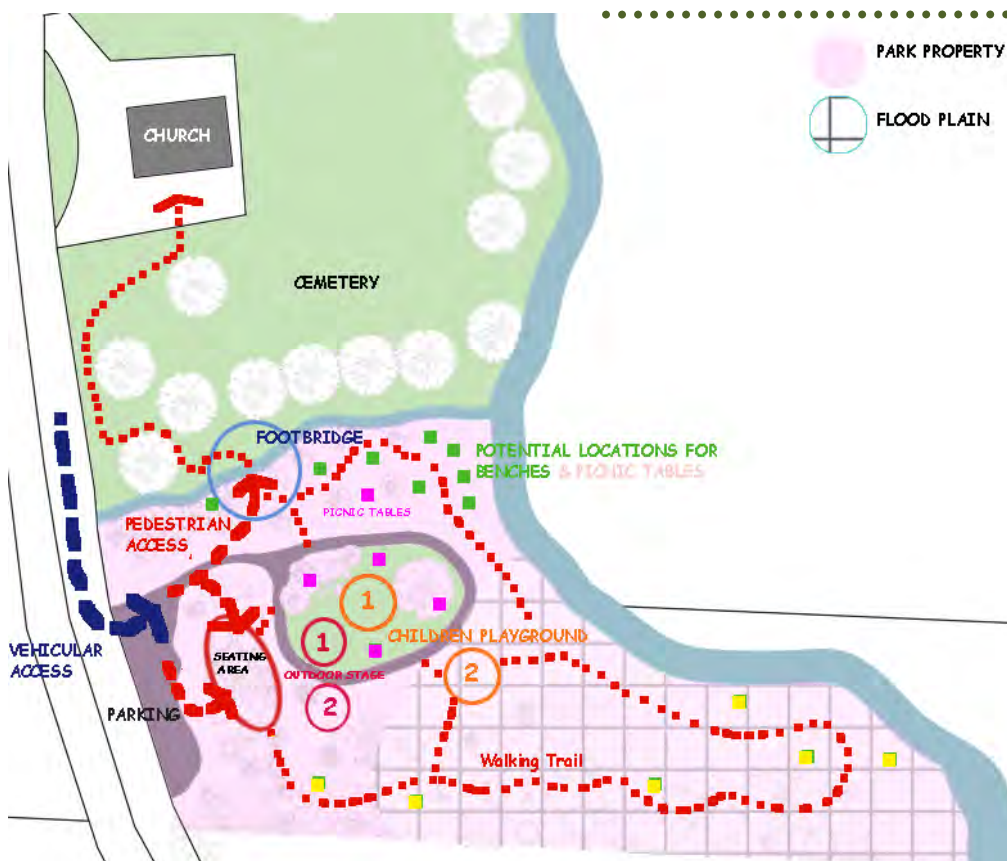 PARK PROPERTY
FLOOD PLAIN
CHURCH
CEMETERY
FOOTBRIDGE
POTENTIAL LOCATIONS FOR
BENCHES & PICNIC TABLES
PICNIC TABLES
PEDESTRIAN
ACCESS
1
1
CHILDREN PLAYGROUND
VEHICULAR
ACCESS
SEATING
AREA
OUTDOOR STAGE
2
2
PARKING
Walking Trail